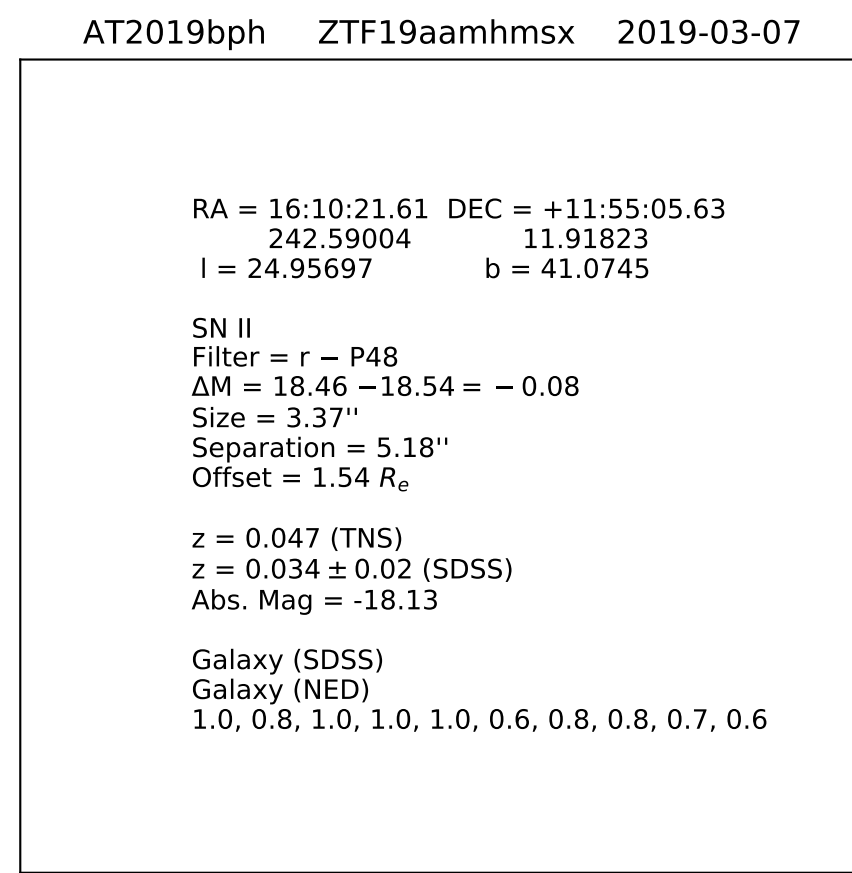 AT2019bph ZTF19aamhmsx 2019-03-07
RA = 16:10:21.61 DEC = +11:55:05.63
242.59004 11.91823
l = 24.95697 b = 41.0745
SN II
Filter = r − P48
ΔM = 18.46 −18.54 = − 0.08
Size = 3.37''
Separation = 5.18''
Offset = 1.54 Rₑ
z = 0.047 (TNS)
z = 0.034 ± 0.02 (SDSS)
Abs. Mag = -18.13
Galaxy (SDSS)
Galaxy (NED)
1.0, 0.8, 1.0, 1.0, 1.0, 0.6, 0.8, 0.8, 0.7, 0.6